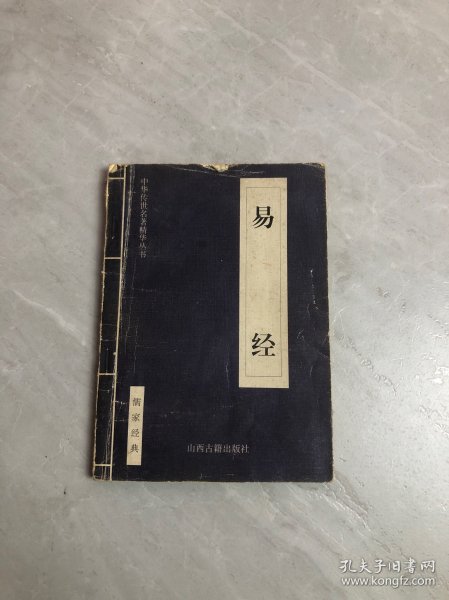 中华传世名著精华丛书
易经
儒家经典
山西古籍出版社
孔夫子旧书网
www.kongfz.com